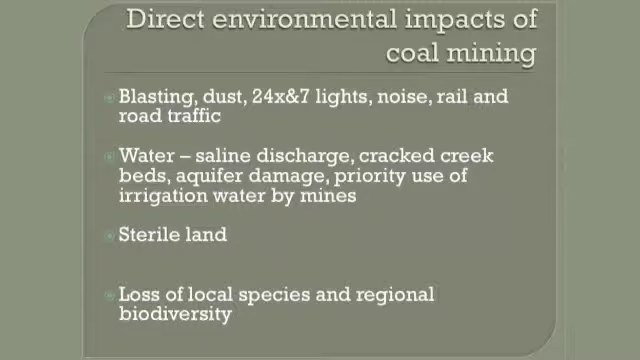 Direct environmental impacts of
coal mining
Blasting, dust, 24x&7 lights, noise, rail and
road traffic
Water – saline discharge, cracked creek
beds, aquifer damage, priority use of
irrigation water by mines
Sterile land
Loss of local species and regional
biodiversity